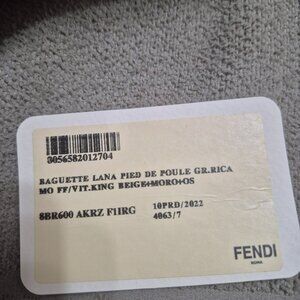 3056582012704
BAGUETTE LANA PIED DE POULE GR.RICA
MO FF/VIT.KING BEIGE+MORO+OS
8BR600 AKRZ F1IRG
10PRD/2022
4063/7
FENDI
ROMA